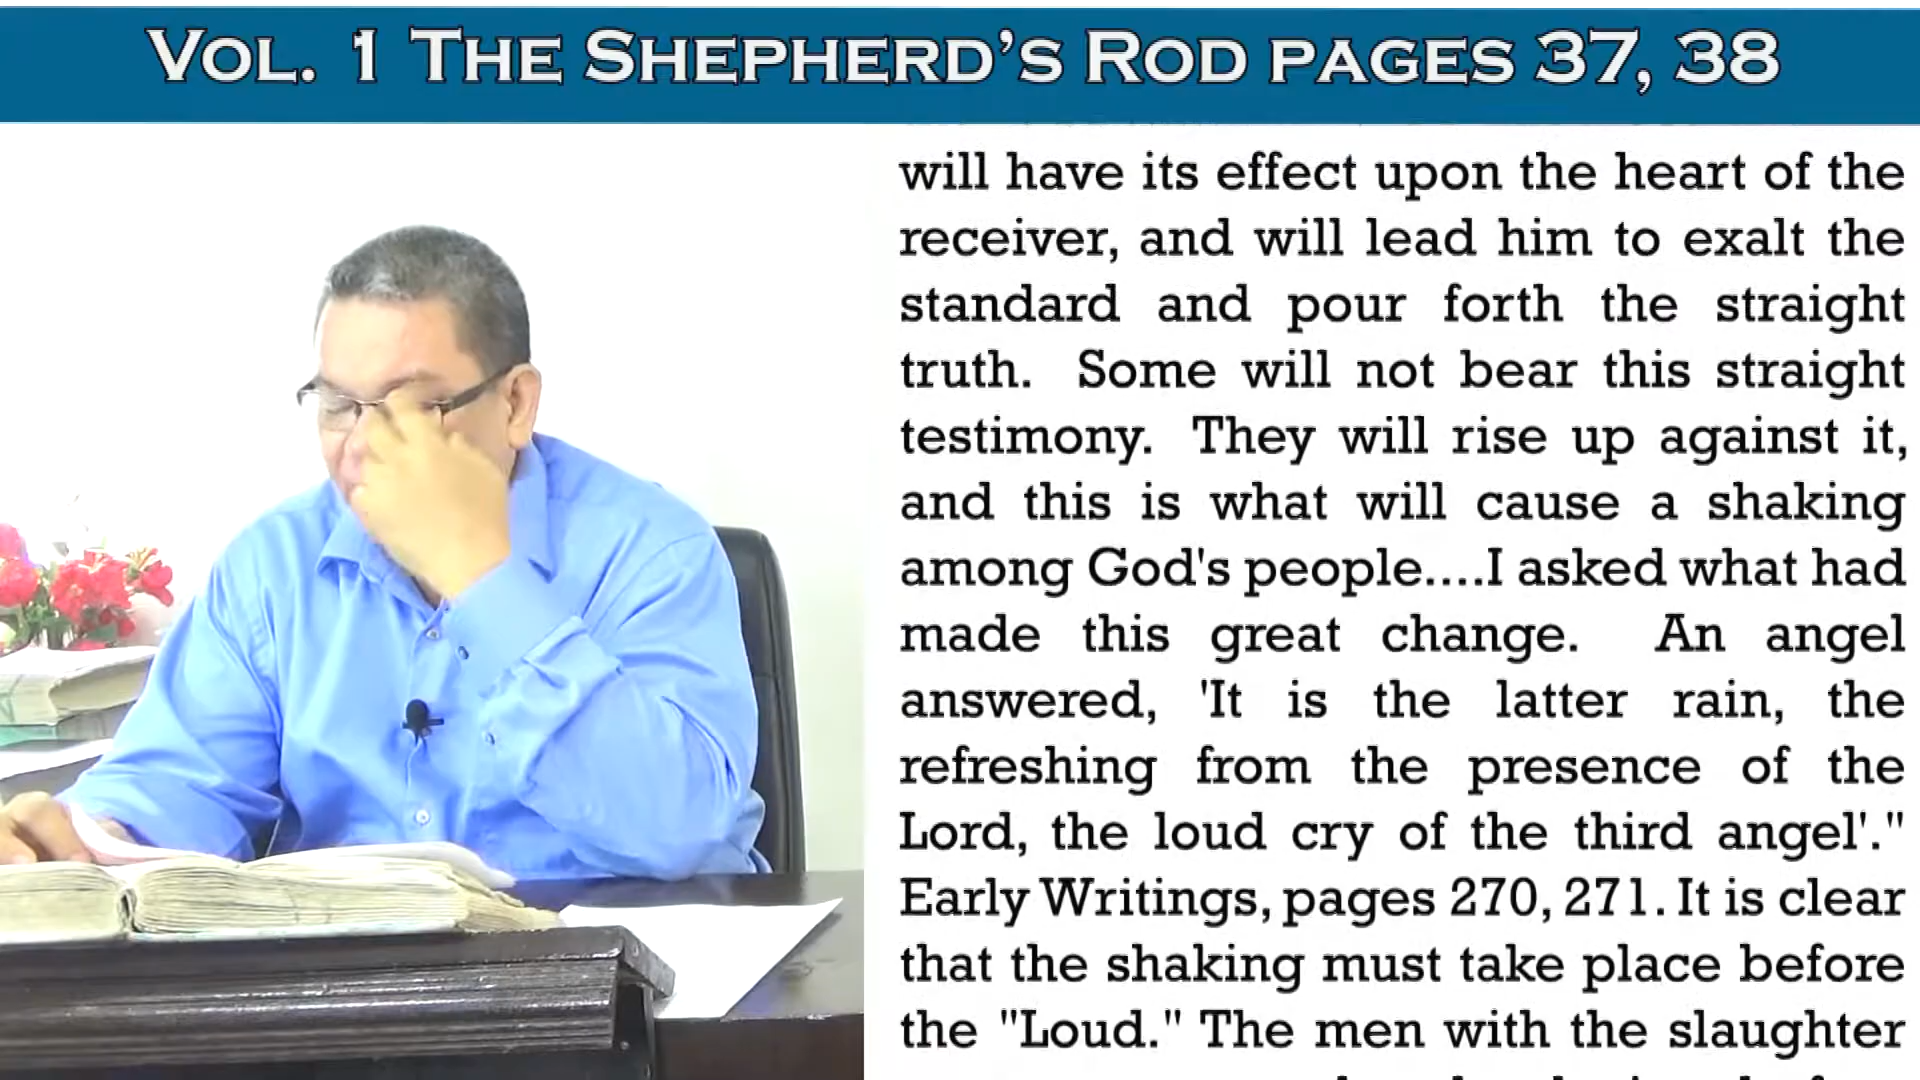 VOL. 1 THE SHEPHERD'S ROD PAGES 37, 38
will have its effect upon the heart of the
receiver, and will lead him to exalt the
standard and pour forth the straight
truth. Some will not bear this straight
testimony. They will rise up against it,
and this is what will cause a shaking
among God's people....I asked what had
made this great change. An angel
answered, 'It is the latter rain, the
refreshing from the presence of the
Lord, the loud cry of the third angel'."
Early Writings, pages 270, 271. It is clear
that the shaking must take place before
the "Loud." The men with the slaughter